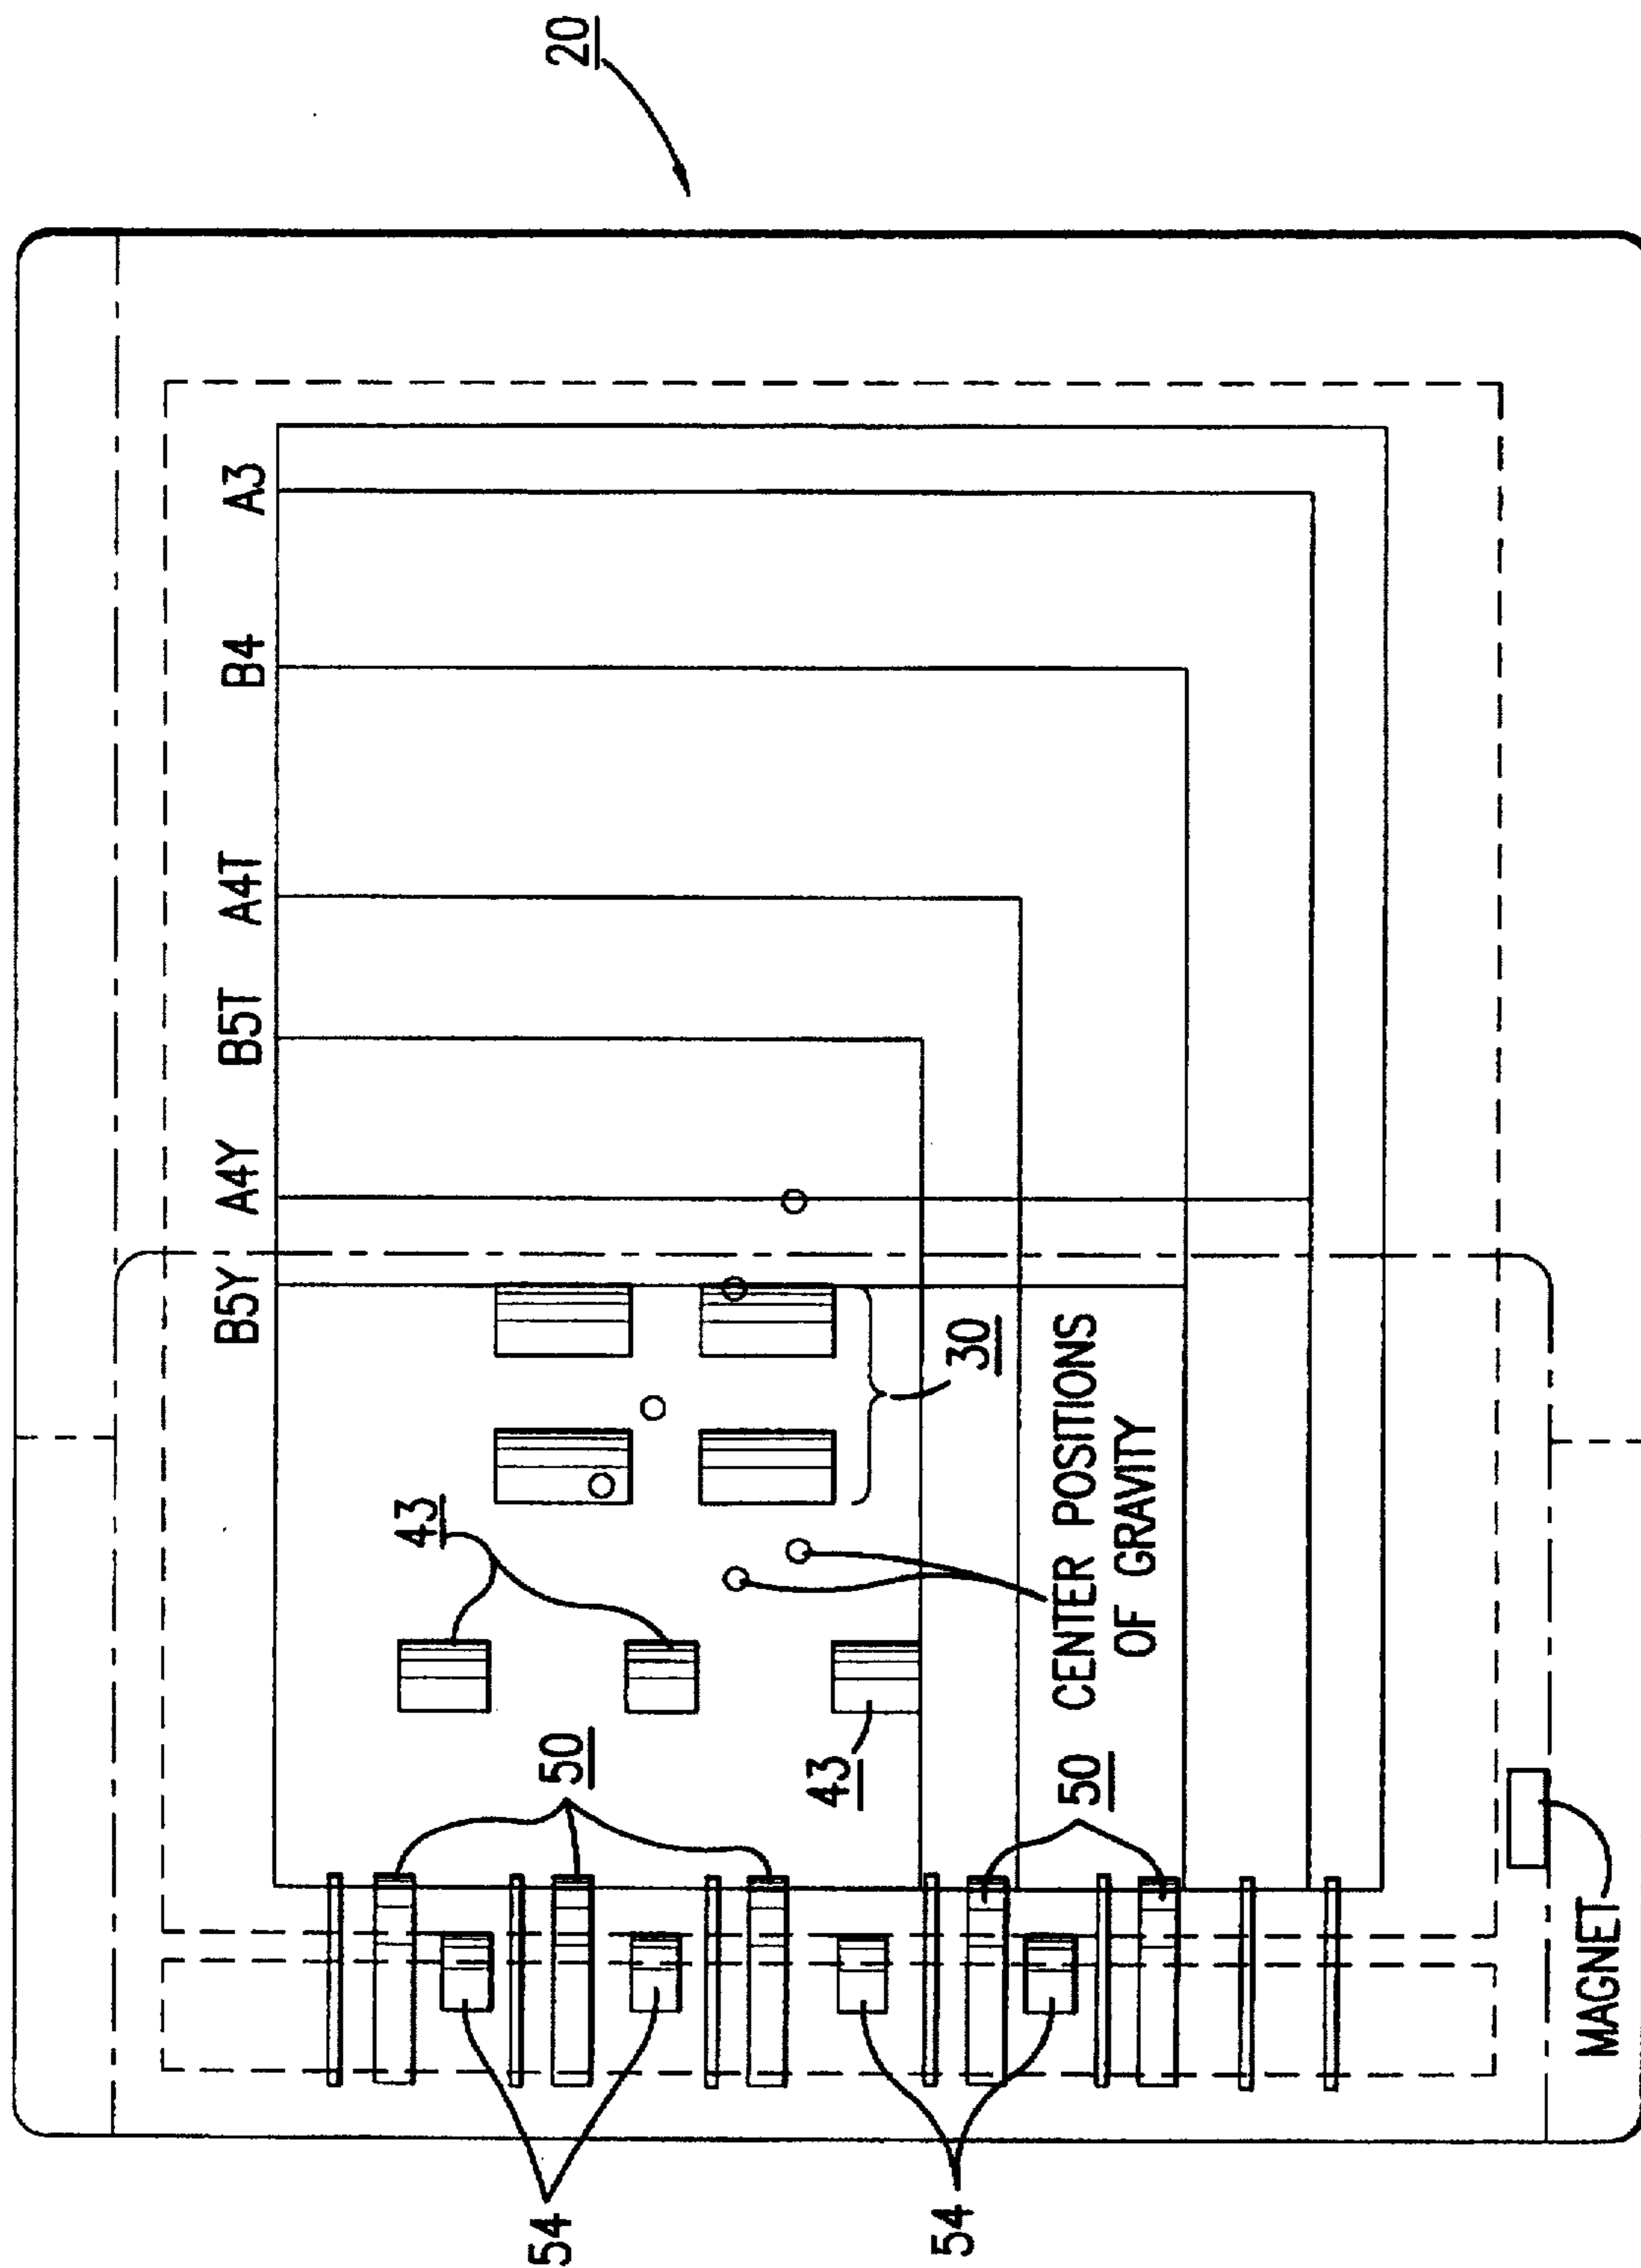 B5Y A4Y B5T A4T B4 A3
43
54 50 20
43
54 30
50 CENTER POSITIONS
OF GRAVITY
MAGNET